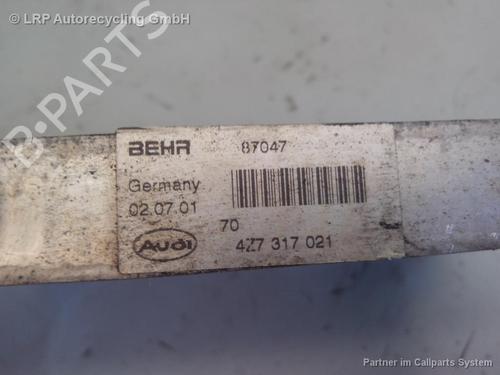 © LRP Autorecycling GmbH
B-PARTS
BEHR 87047
Germany
02.07.01
70
Audi 4Z7 317 021
Partner im Callparts System